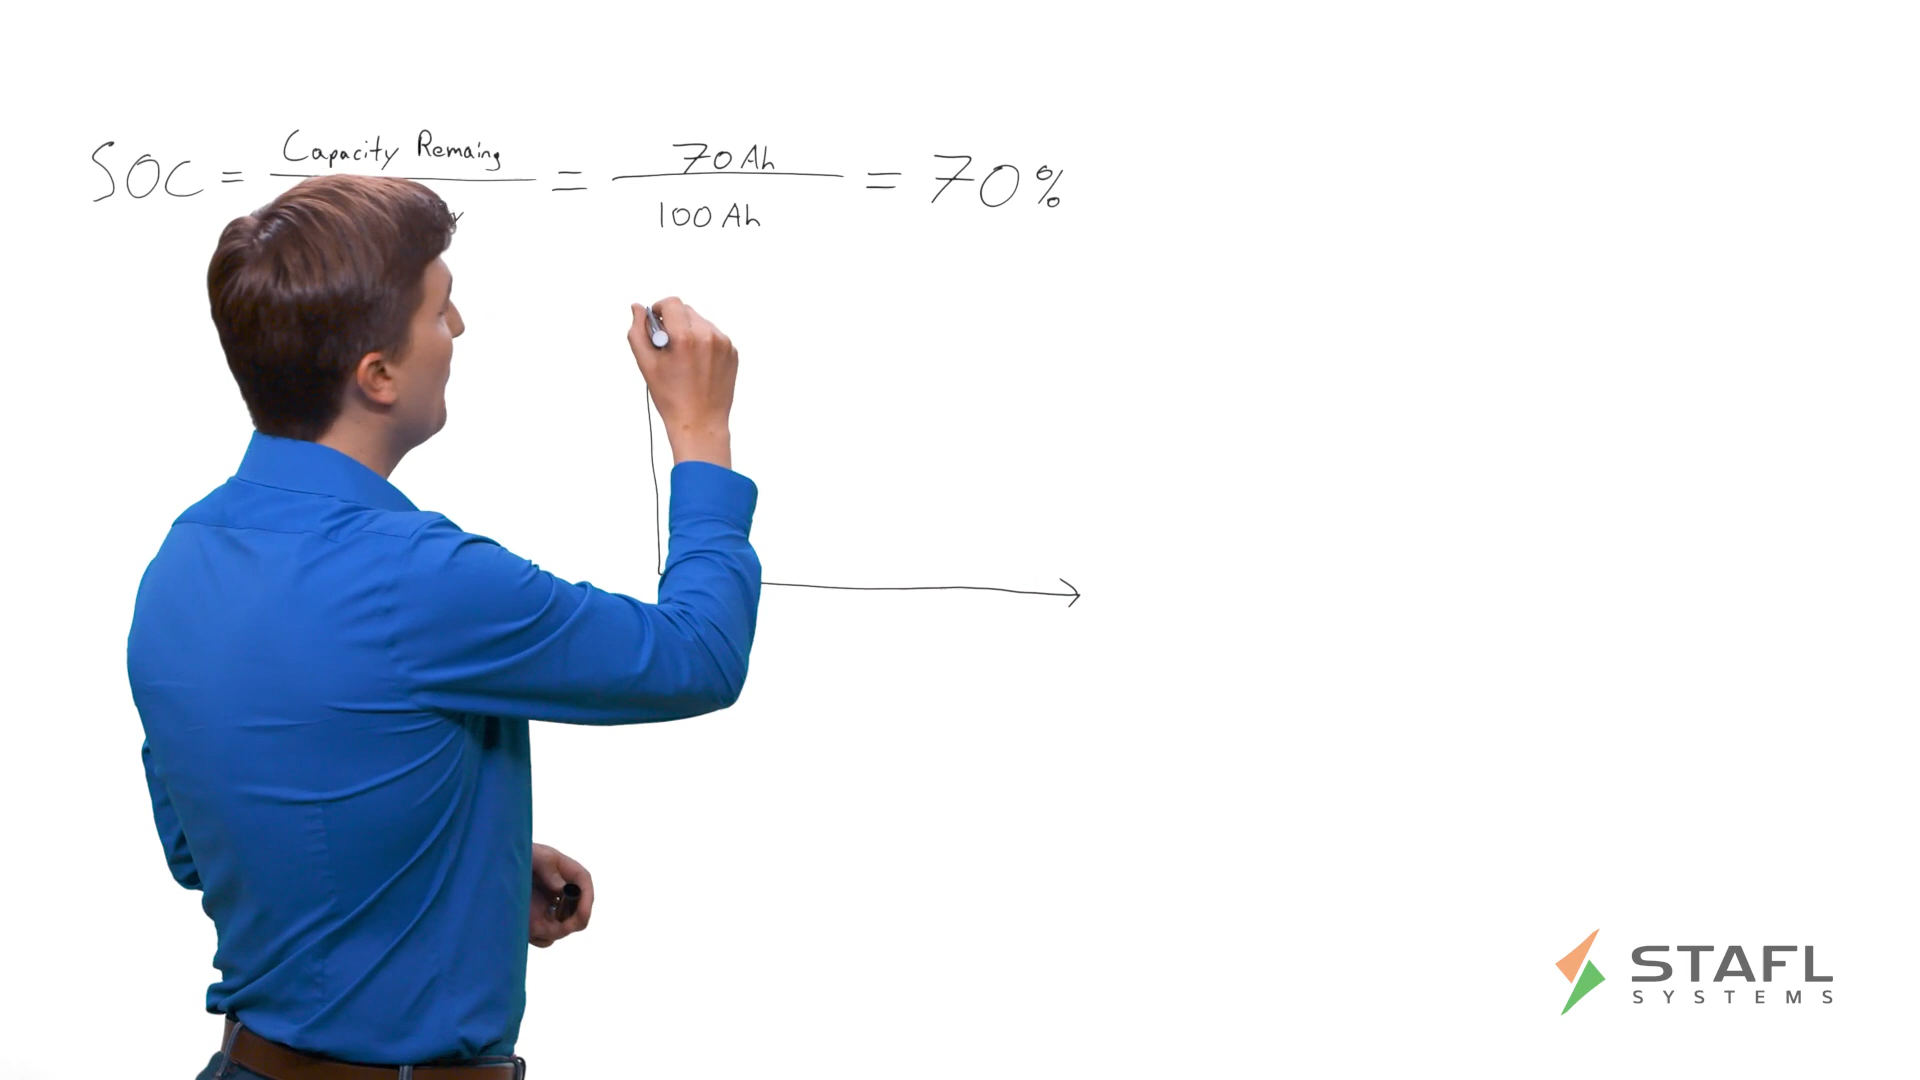 SOC = Capacity Remaing = 70 Ah = 70%
100 Ah
STAFL
SYSTEMS